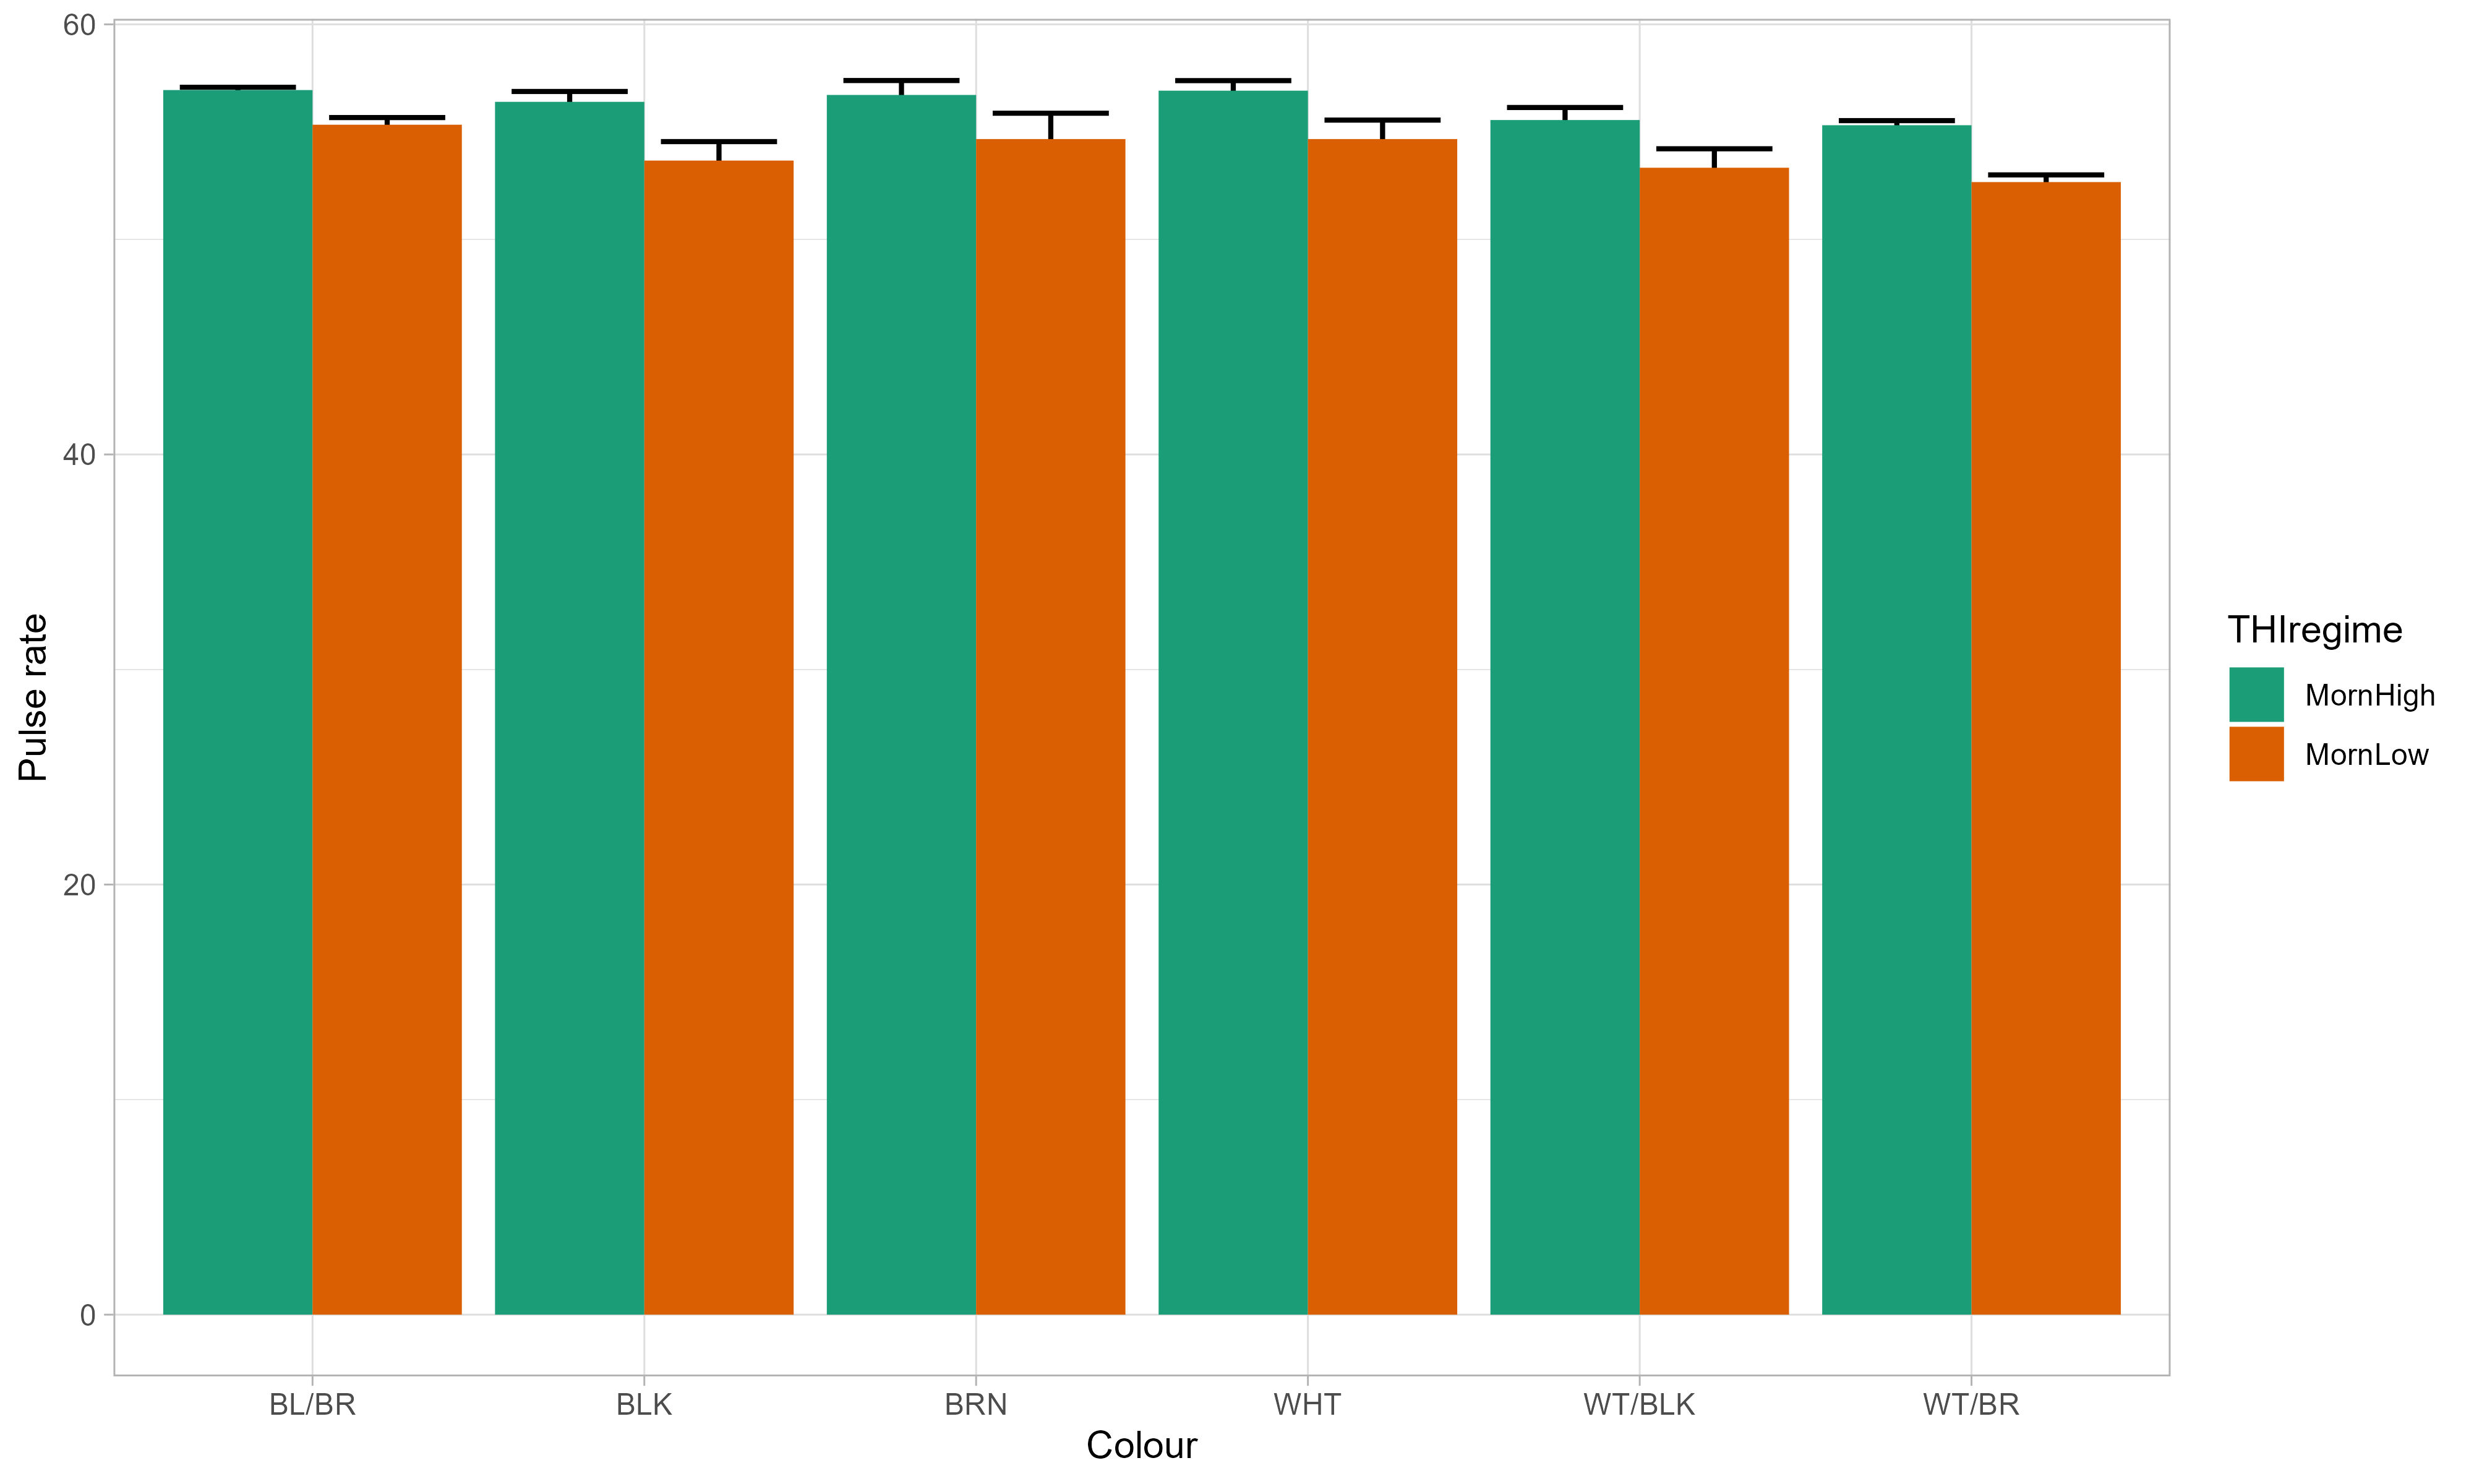 60
40
20
0
Pulse rate
BL/BR BLK BRN WHT WT/BLK WT/BR
Colour
THIregime
MornHigh
MornLow